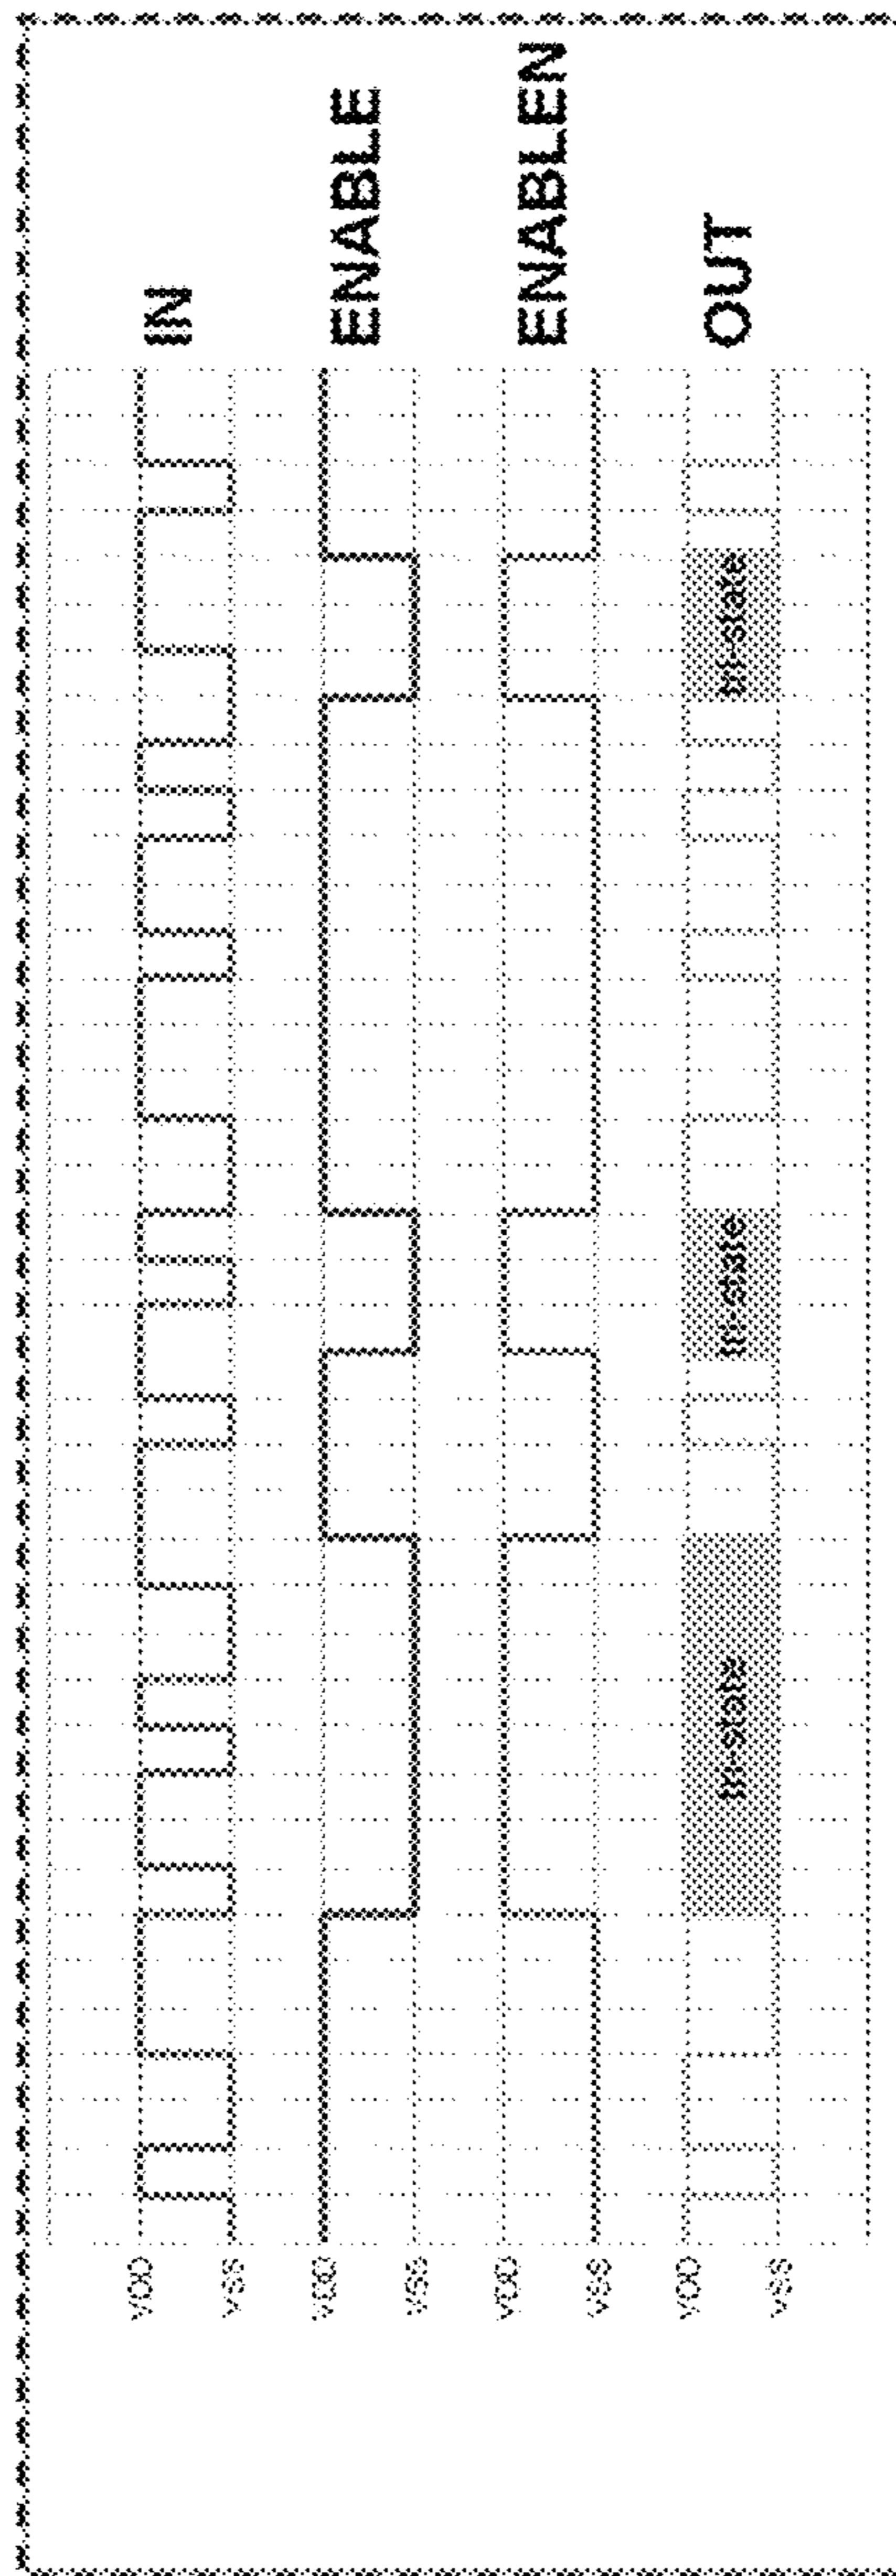 VDD
IN
VSS
VDD
ENABLE
VSS
VDD
ENABLEN
VSS
VDD
tri-state
tri-state
tri-state
OUT
VSS